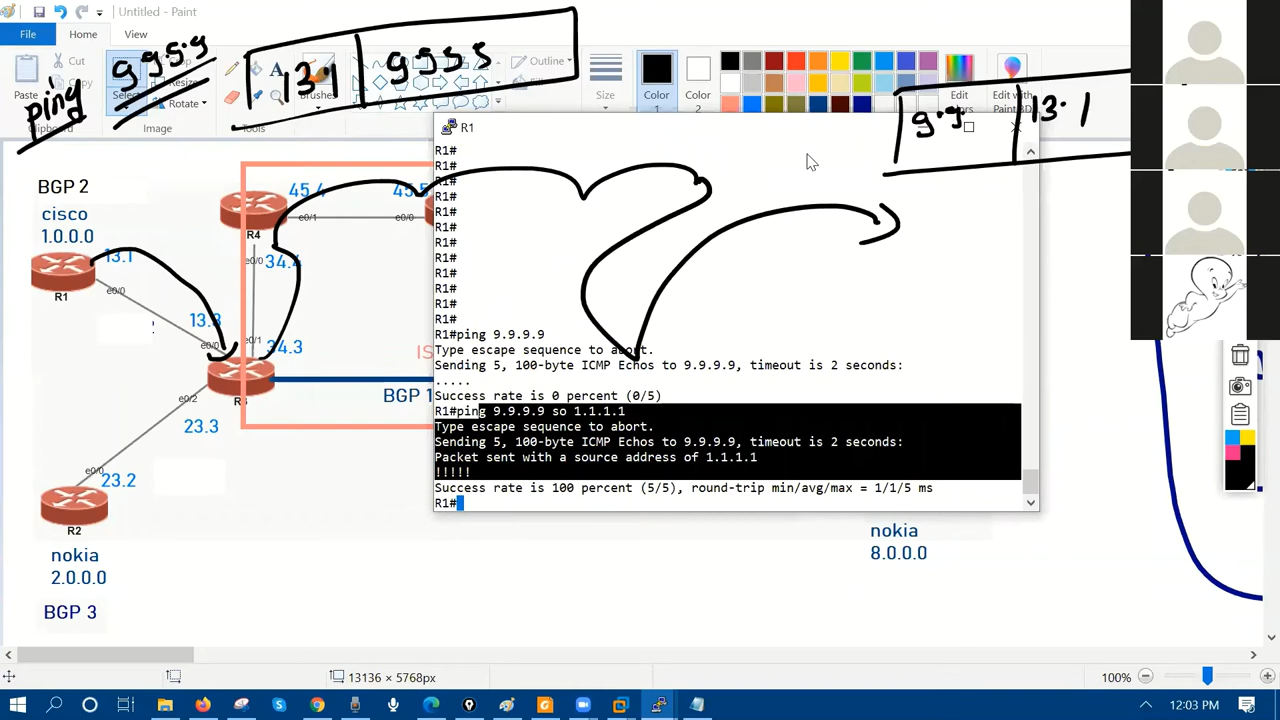 Untitled - Paint
File
Home
View
Paste
Cut
Clipboard
Select
Resize
Rotate
Image
Tools
Brushes
Shapes
Outline
Size
Color 1
Color 2
Edit colors
Edit with Paint 3D
ping
13.1
9.9
13.1
BGP 2
cisco
1.0.0.0
13.1
R1
e0/0
13.3
e0/0
45.4
R4
e0/1
e0/0
e0/0
34.4
e0/1
34.3
BGP 1
e0/2
23.3
e0/0
23.2
R2
nokia
2.0.0.0
BGP 3
nokia
8.0.0.0
R1
R1#
R1#
R1#
R1#
R1#
R1#
R1#
R1#
R1#
R1#
R1#
R1#
R1#ping 9.9.9.9
Type escape sequence to abort.
Sending 5, 100-byte ICMP Echos to 9.9.9.9, timeout is 2 seconds:
.....
Success rate is 0 percent (0/5)
R1#ping 9.9.9.9 so 1.1.1.1
Type escape sequence to abort.
Sending 5, 100-byte ICMP Echos to 9.9.9.9, timeout is 2 seconds:
Packet sent with a source address of 1.1.1.1
!!!!!
Success rate is 100 percent (5/5), round-trip min/avg/max = 1/1/5 ms
R1#
13136 × 5768px
100%
12:03 PM